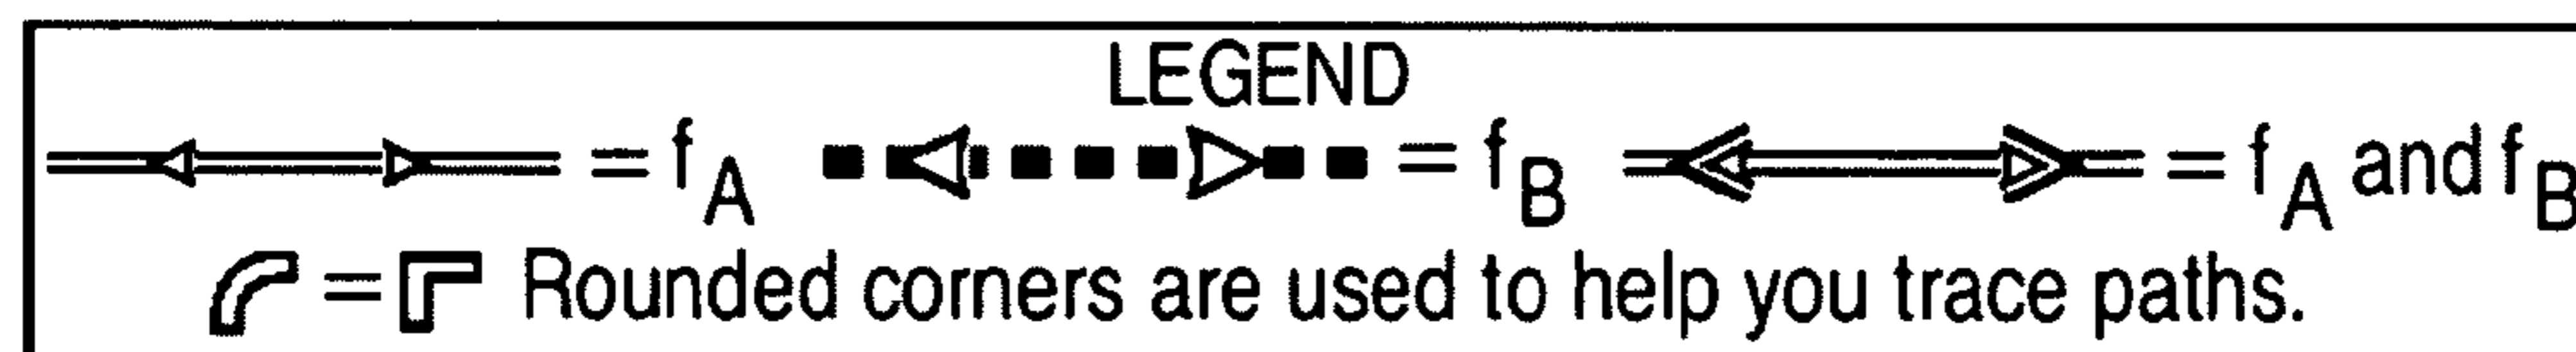 LEGEND
= fA = fB = fA and fB
= Rounded corners are used to help you trace paths.